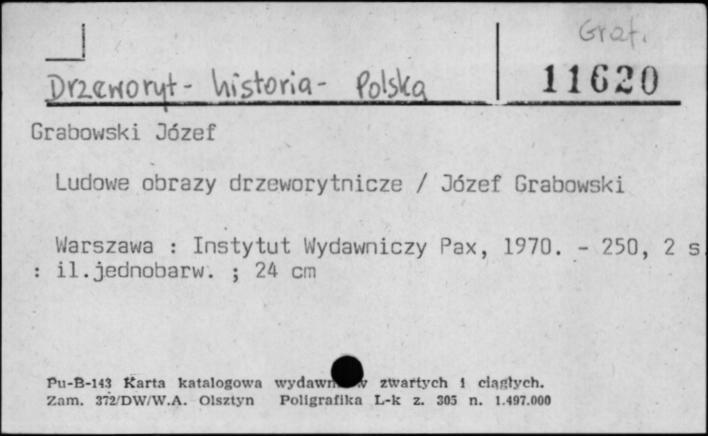 Graf.
Drzeworyt - historia - Polska
11620
Grabowski Józef
Ludowe obrazy drzeworytnicze / Józef Grabowski
Warszawa : Instytut Wydawniczy Pax, 1970. - 250, 2 s.
: il.jednobarw. ; 24 cm
Pu-B-143 Karta katalogowa zwartych i ciągłych.
Zam. 372/DW/W.A. Olsztyn Poligrafika L-k z. 305 n. 1.497.000